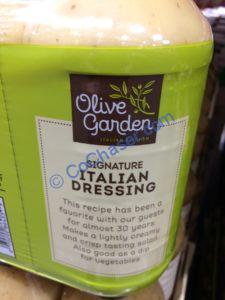 Olive
Garden
ITALIAN KITCHEN
SIGNATURE
ITALIAN
DRESSING
This recipe has been a
favorite with our guests
for almost 30 years.
Makes a lightly creamy
and crisp tasting salad.
Also good as a dip
for vegetables.